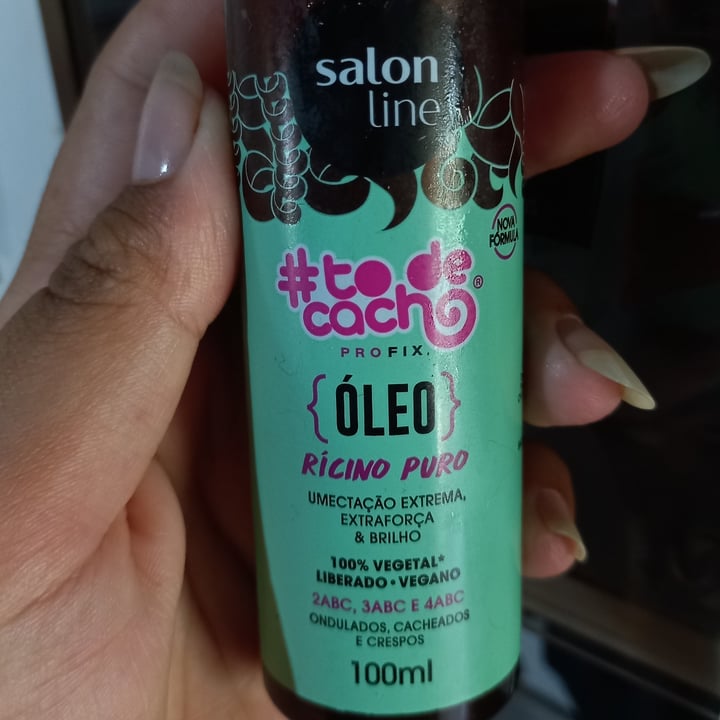 salon
line
NOVA
FÓRMULA
#to de
cacho®
PROFIX
{ÓLEO}
RÍCINO PURO
UMECTAÇÃO EXTREMA,
EXTRAFORÇA
& BRILHO
100% VEGETAL*
LIBERADO • VEGANO
2ABC, 3ABC E 4ABC
ONDULADOS, CACHEADOS
E CRESPOS
100ml